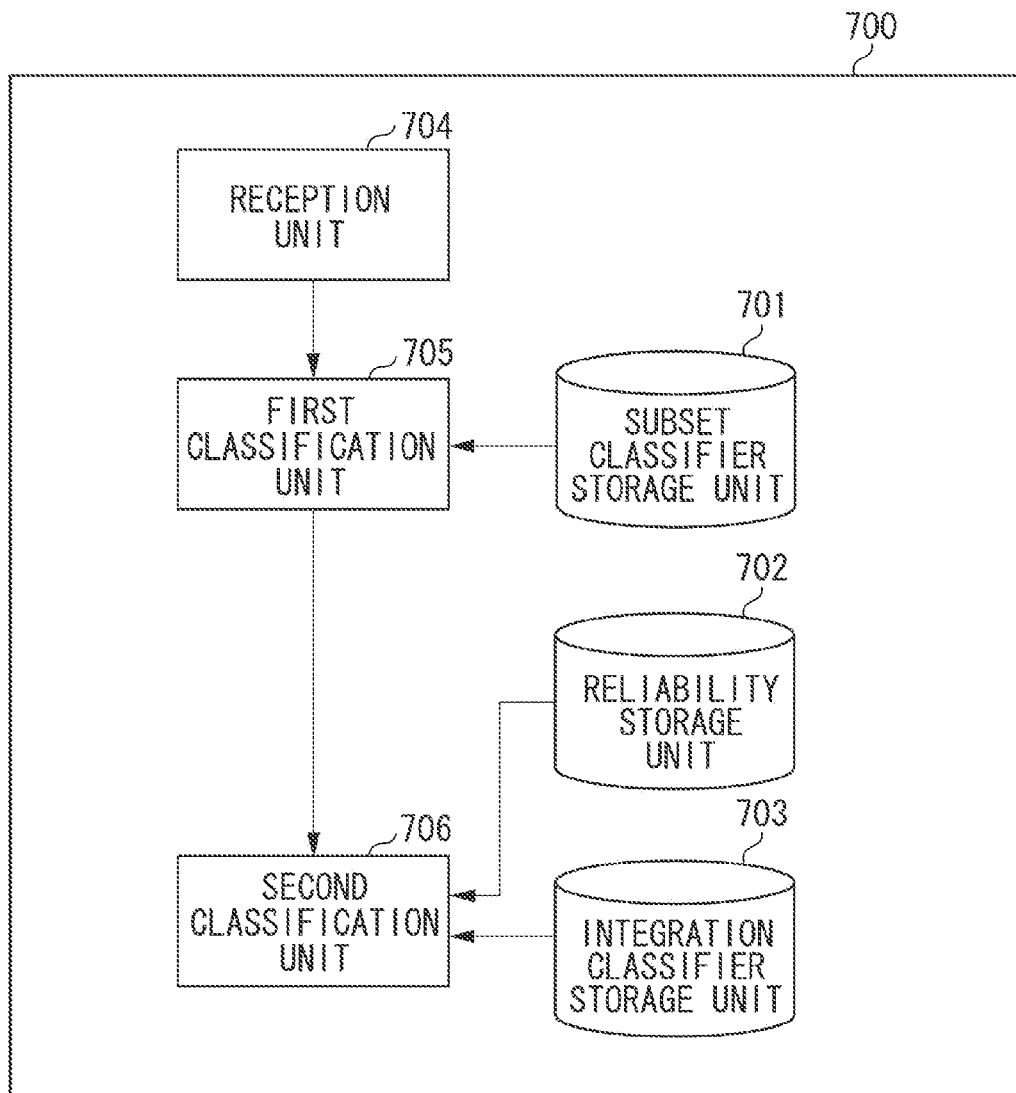 700
704
RECEPTION
UNIT
705
FIRST
CLASSIFICATION
UNIT
701
SUBSET
CLASSIFIER
STORAGE UNIT
702
RELIABILITY
STORAGE
UNIT
706
SECOND
CLASSIFICATION
UNIT
703
INTEGRATION
CLASSIFIER
STORAGE UNIT